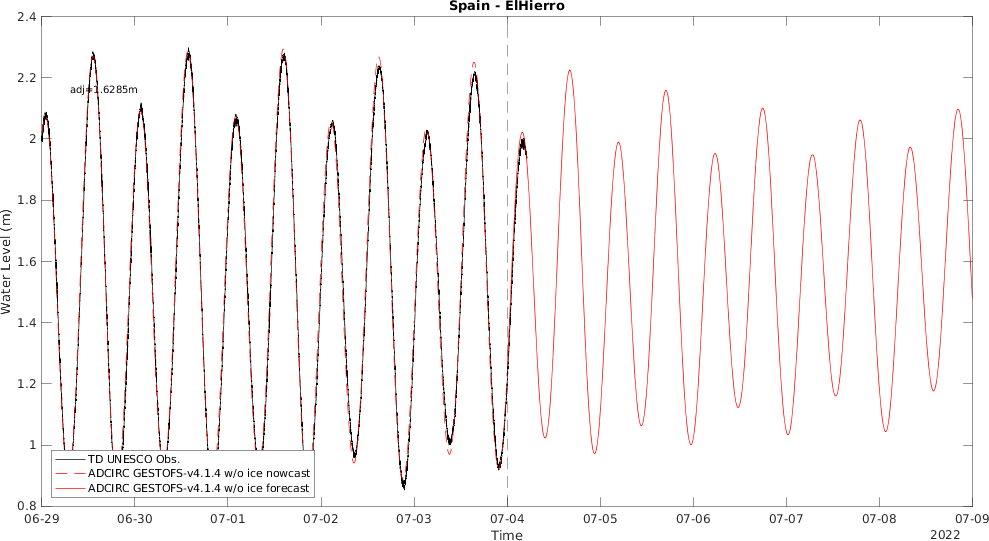 Spain - ElHierro
2.4
2.2
2
1.8
1.6
1.4
1.2
1
0.8
Water Level (m)
adj=1.6285m
TD UNESCO Obs.
ADCIRC GESTOFS-v4.1.4 w/o ice nowcast
ADCIRC GESTOFS-v4.1.4 w/o ice forecast
06-29 06-30 07-01 07-02 07-03 07-04 07-05 07-06 07-07 07-08 07-09
Time
2022